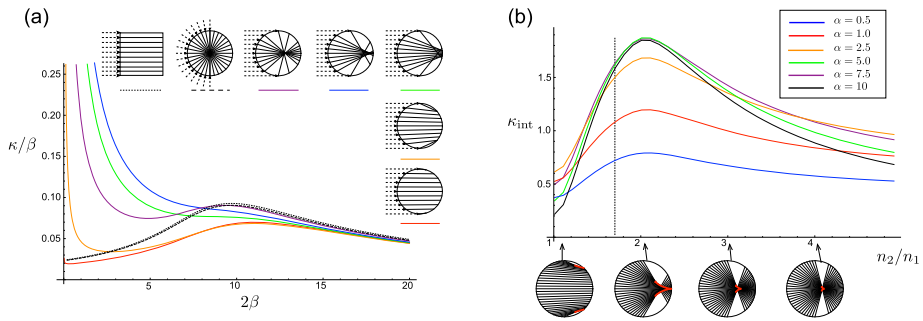 (a)
κ/β
0.25
0.20
0.15
0.10
0.05
5
10
15
20
2β
(b)
α = 0.5
α = 1.0
α = 2.5
α = 5.0
α = 7.5
α = 10
κint
1.5
1.0
0.5
1
2
3
4
n2/n1